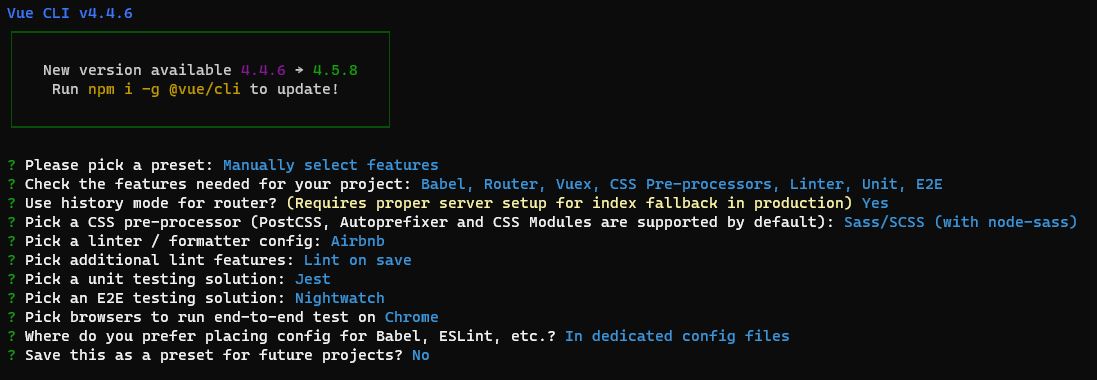 Vue CLI v4.4.6
New version available 4.4.6 → 4.5.8
Run npm i -g @vue/cli to update!
? Please pick a preset: Manually select features
? Check the features needed for your project: Babel, Router, Vuex, CSS Pre-processors, Linter, Unit, E2E
? Use history mode for router? (Requires proper server setup for index fallback in production) Yes
? Pick a CSS pre-processor (PostCSS, Autoprefixer and CSS Modules are supported by default): Sass/SCSS (with node-sass)
? Pick a linter / formatter config: Airbnb
? Pick additional lint features: Lint on save
? Pick a unit testing solution: Jest
? Pick an E2E testing solution: Nightwatch
? Pick browsers to run end-to-end test on Chrome
? Where do you prefer placing config for Babel, ESLint, etc.? In dedicated config files
? Save this as a preset for future projects? No